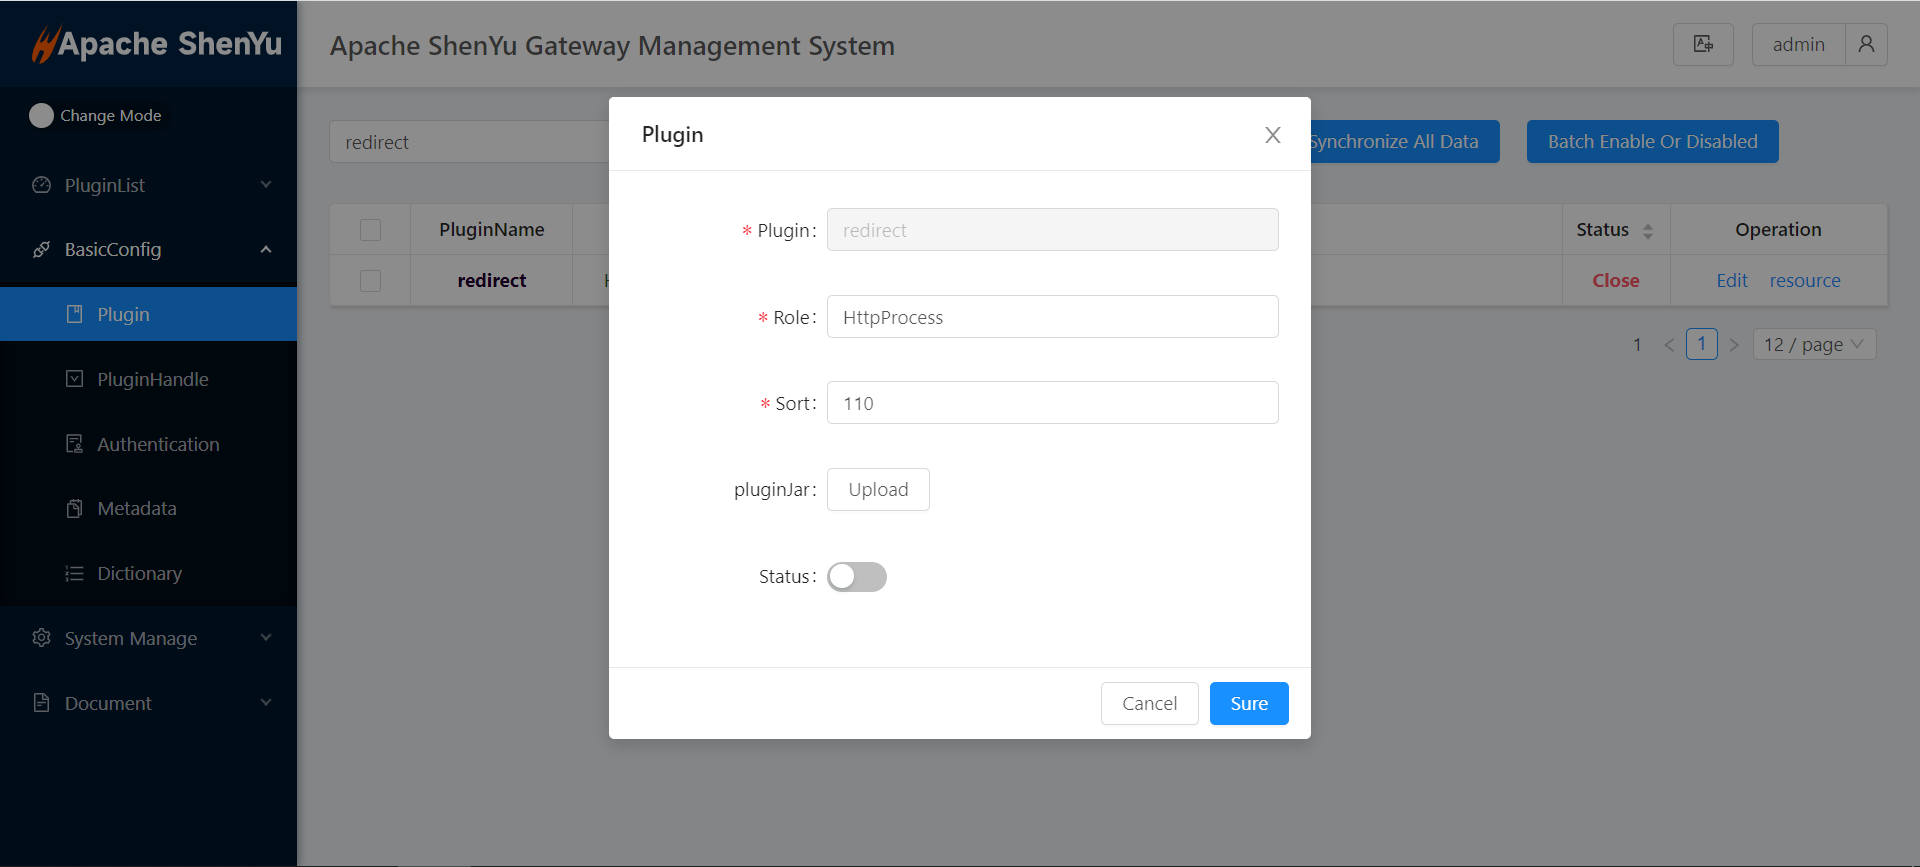 Apache ShenYu
Apache ShenYu Gateway Management System
admin
Change Mode
PluginList
BasicConfig
Plugin
PluginHandle
Authentication
Metadata
Dictionary
System Manage
Document
redirect
Synchronize All Data
Batch Enable Or Disabled
PluginName
Status
Operation
redirect
Close
Edit
resource
1
1
12 / page
Plugin
* Plugin: redirect
* Role: HttpProcess
* Sort: 110
pluginJar: Upload
Status:
Cancel
Sure